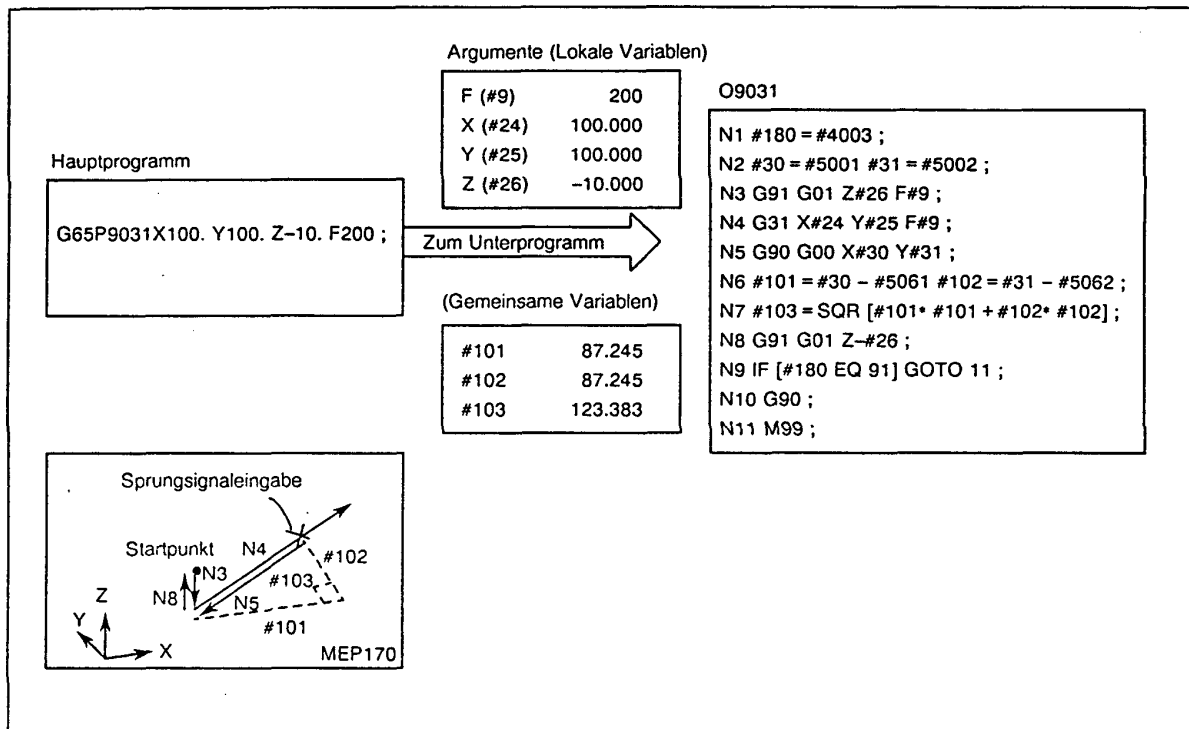 Argumente (Lokale Variablen)
F (#9) 200
X (#24) 100.000
Y (#25) 100.000
Z (#26) –10.000
Hauptprogramm
G65P9031X100. Y100. Z–10. F200 ;
Zum Unterprogramm
(Gemeinsame Variablen)
#101 87.245
#102 87.245
#103 123.383
O9031
N1 #180 = #4003 ;
N2 #30 = #5001 #31 = #5002 ;
N3 G91 G01 Z#26 F#9 ;
N4 G31 X#24 Y#25 F#9 ;
N5 G90 G00 X#30 Y#31 ;
N6 #101 = #30 – #5061 #102 = #31 – #5062 ;
N7 #103 = SQR [#101• #101 + #102• #102] ;
N8 G91 G01 Z–#26 ;
N9 IF [#180 EQ 91] GOTO 11 ;
N10 G90 ;
N11 M99 ;
Sprungsignaleingabe
Startpunkt
N4
#102
N3
#103
N8
N5
Z
Y
#101
X
MEP170